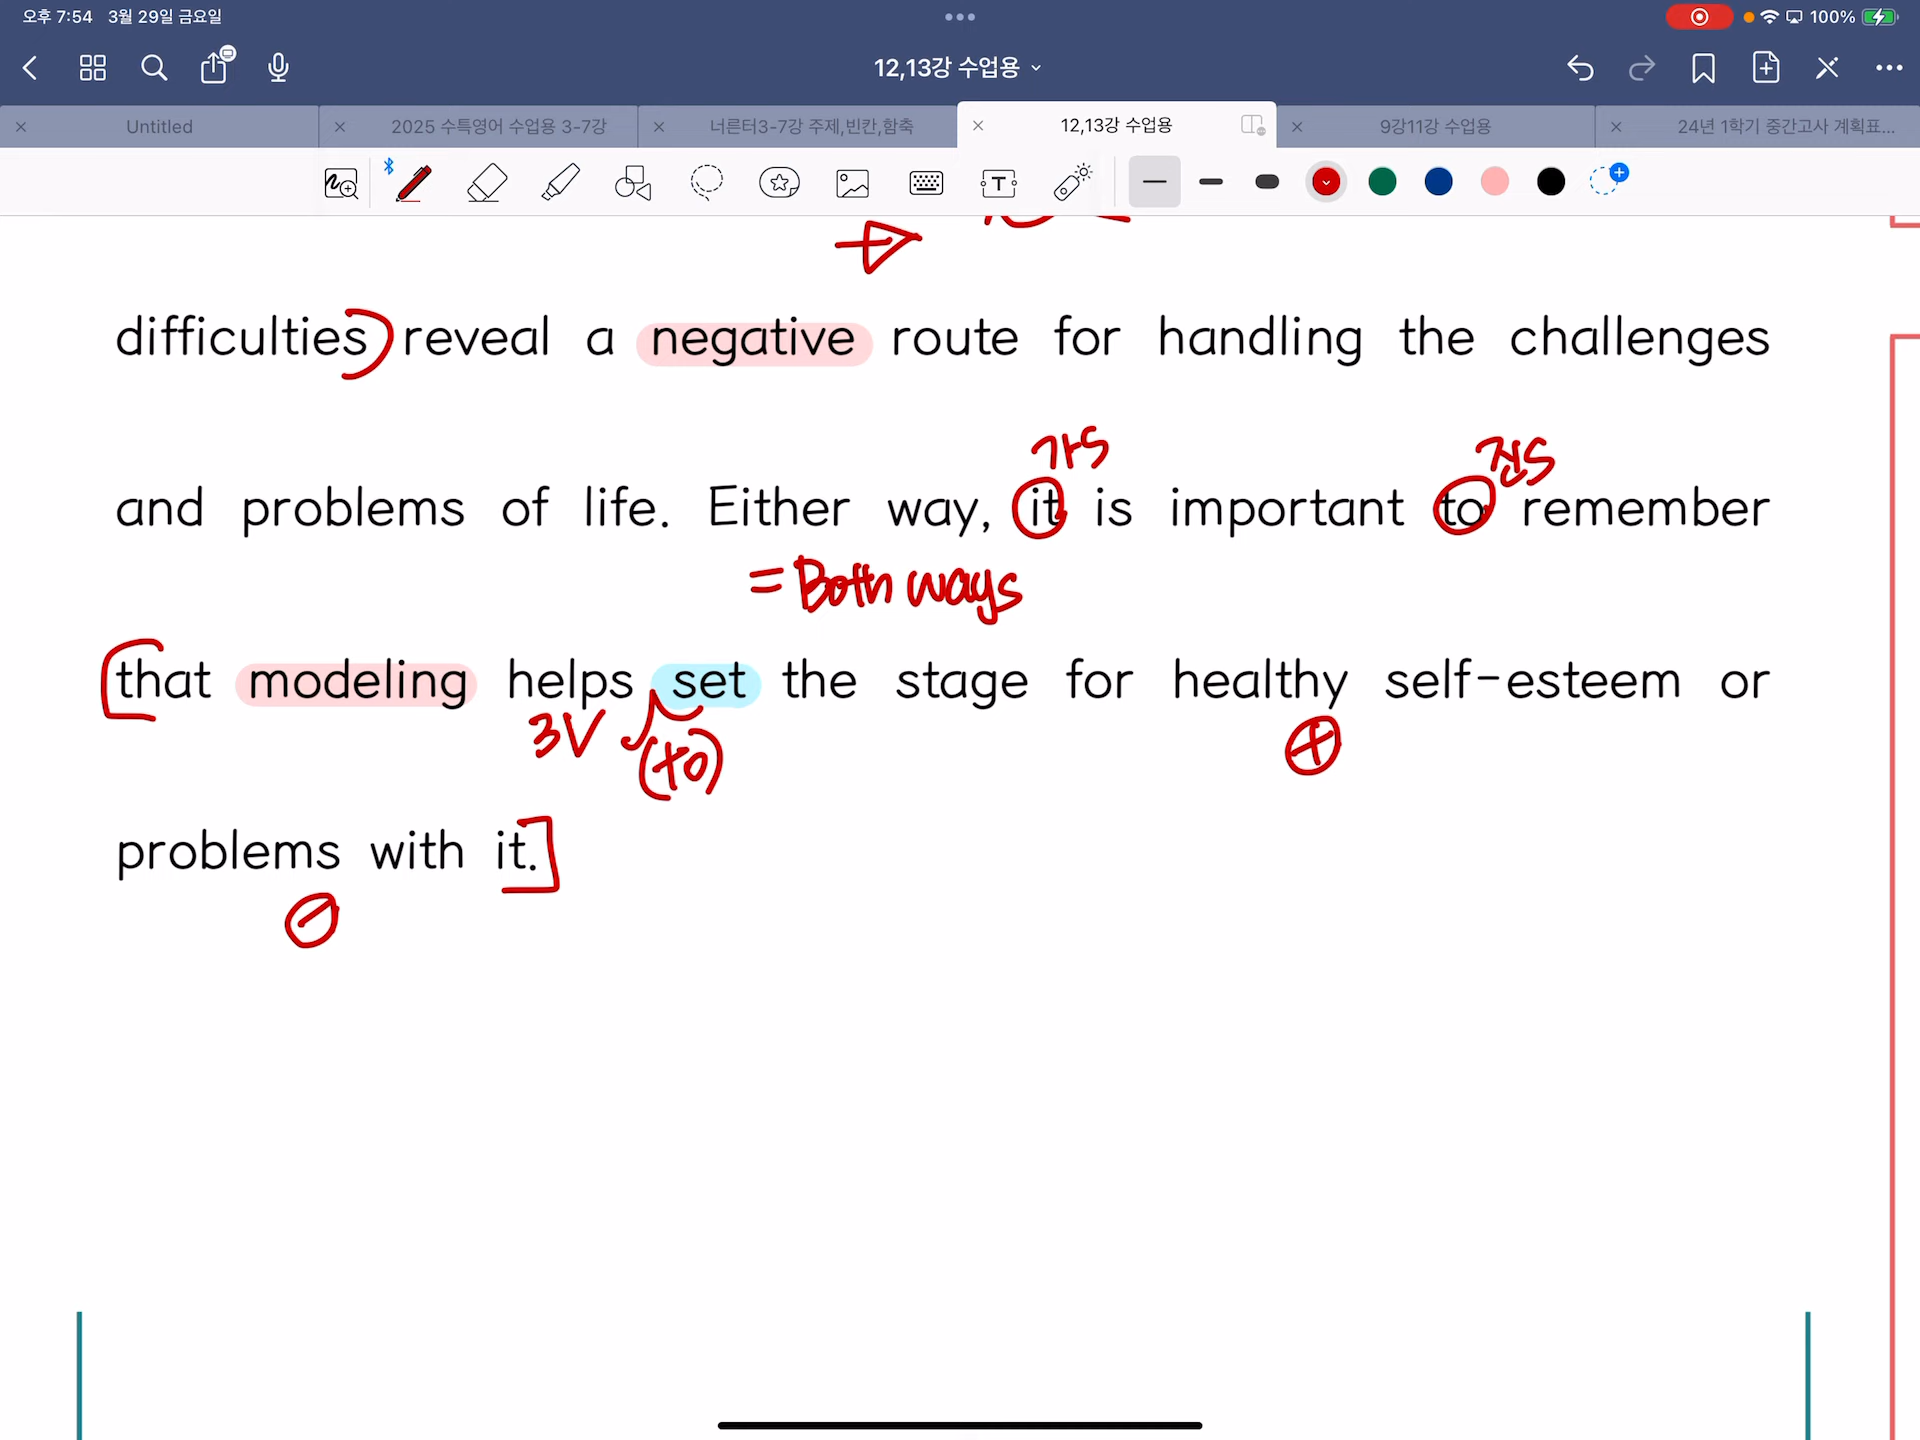 오후 7:54 3월 29일 금요일
100%
12,13강 수업용
Untitled
2025 수특영어 수업용 3-7강
너른터3-7강 주제,빈칸,함축
12,13강 수업용
9강11강 수업용
24년 1학기 중간고사 계획표...
difficulties) reveal a negative route for handling the challenges
가S
진S
and problems of life. Either way, it is important to remember
= Both ways
[that modeling helps set the stage for healthy self-esteem or
3V
(to)
+
problems with it.]
-